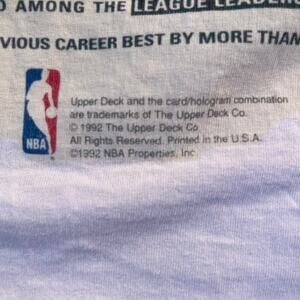 AMONG THE LEAGUE LEADERS
VIOUS CAREER BEST BY MORE THAN
NBA
Upper Deck and the card/hologram combination
are trademarks of The Upper Deck Co.
© 1992 The Upper Deck Co.
All Rights Reserved. Printed in the U.S.A.
©1992 NBA Properties, Inc.